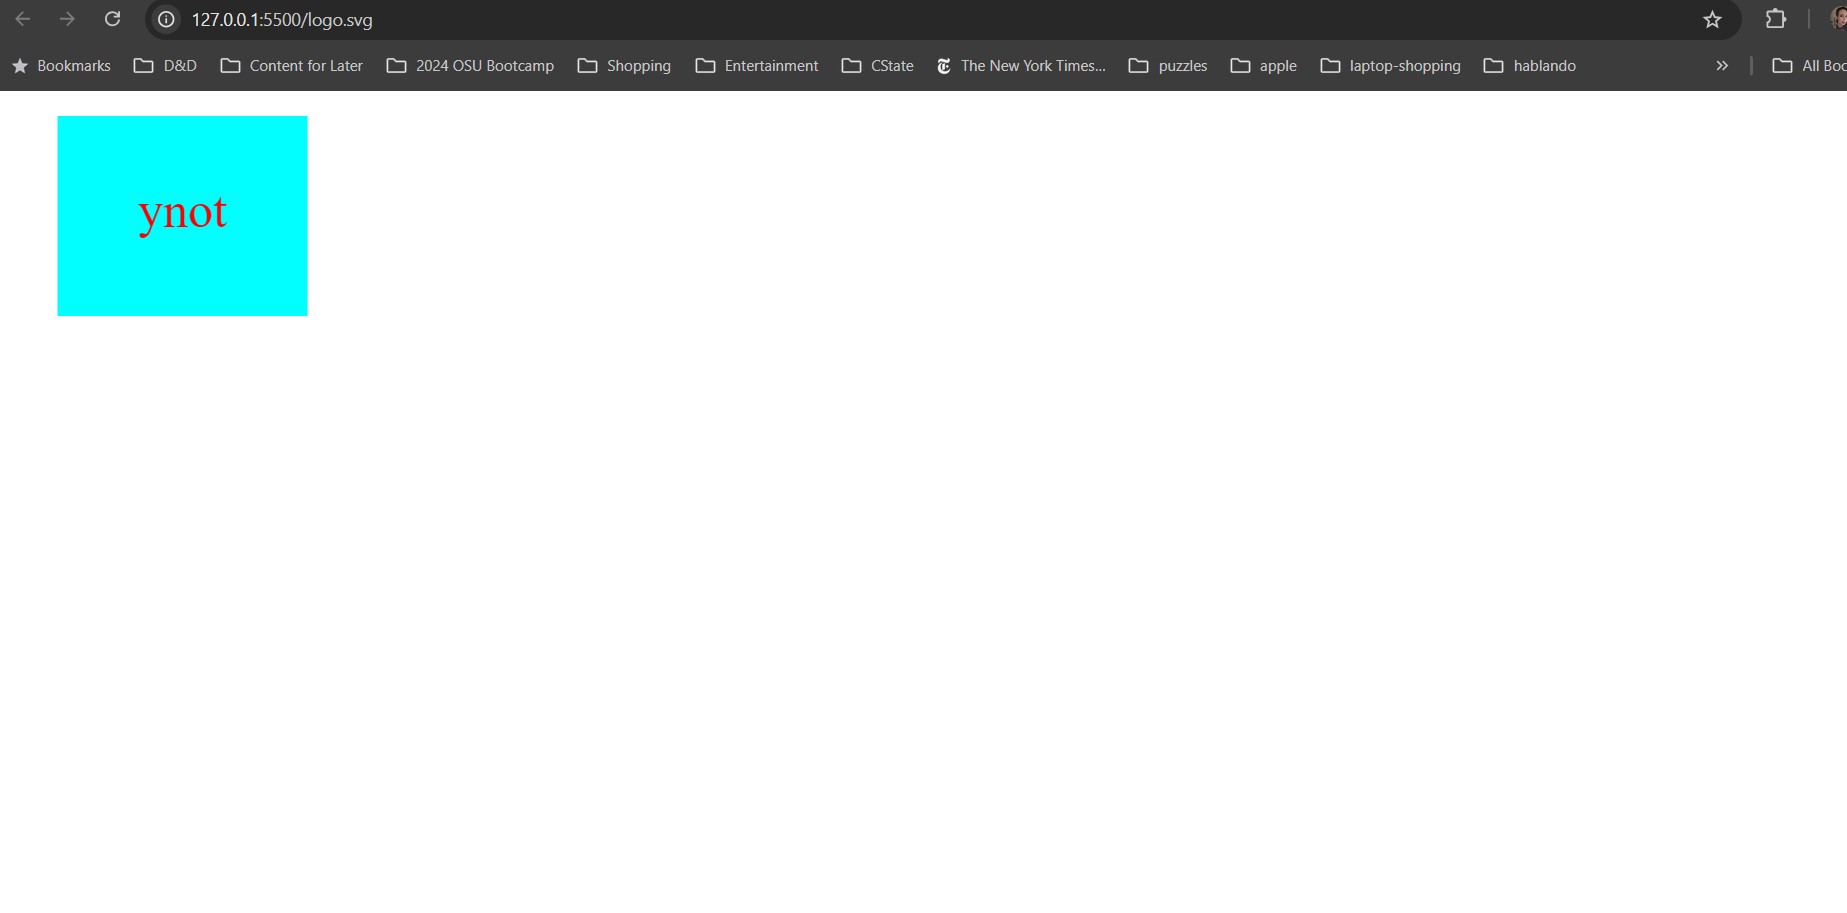 127.0.0.1:5500/logo.svg
Bookmarks D&D Content for Later 2024 OSU Bootcamp Shopping Entertainment CState The New York Times... puzzles apple laptop-shopping hablando » All Boo
ynot